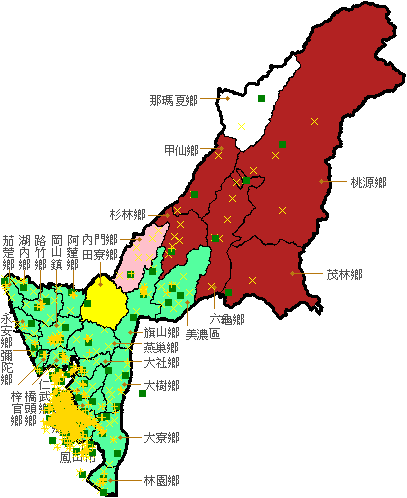 那瑪夏鄉
甲仙鄉
桃源鄉
杉林鄉
茄萣鄉
湖內鄉
路竹鄉
岡山鎮
阿蓮鄉
內門鄉
田寮鄉
茂林鄉
永安鄉
六龜鄉
美濃區
旗山鄉
燕巢鄉
彌陀鄉
大社鄉
梓官鄉
橋頭鄉
仁武鄉
大樹鄉
大寮鄉
鳳山市
林園鄉